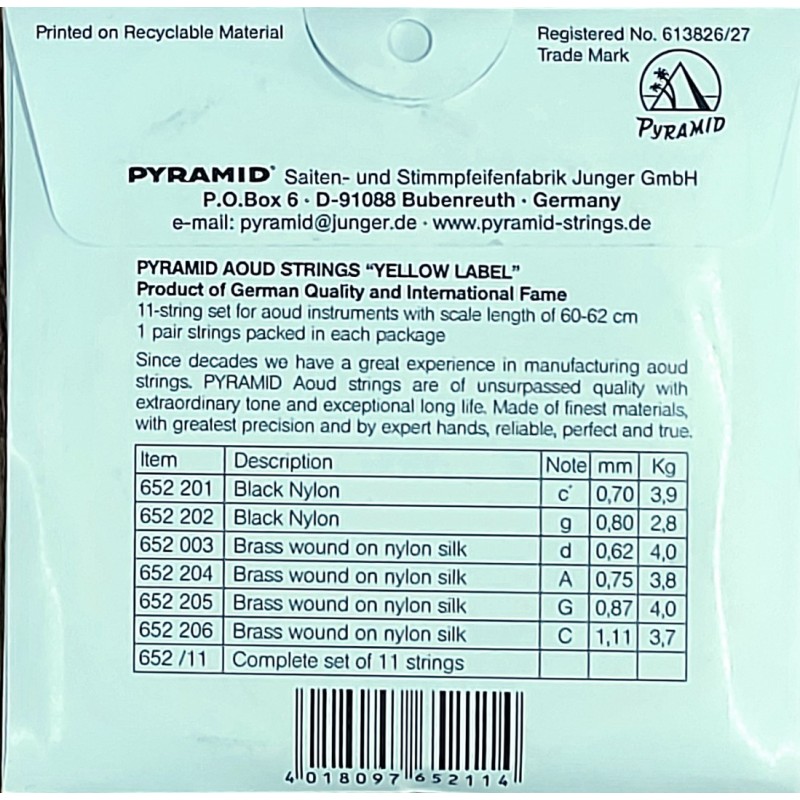 Printed on Recyclable Material
Registered No. 613826/27
Trade Mark
PYRAMID
PYRAMID® Saiten- und Stimmpfeifenfabrik Junger GmbH
P.O.Box 6 · D-91088 Bubenreuth · Germany
e-mail: pyramid@junger.de · www.pyramid-strings.de
PYRAMID AOUD STRINGS “YELLOW LABEL”
Product of German Quality and International Fame
11-string set for aoud instruments with scale length of 60-62 cm
1 pair strings packed in each package
Since decades we have a great experience in manufacturing aoud
strings. PYRAMID Aoud strings are of unsurpassed quality with
extraordinary tone and exceptional long life. Made of finest materials,
with greatest precision and by expert hands, reliable, perfect and true.
Item Description Note mm Kg
652 201 Black Nylon c' 0,70 3,9
652 202 Black Nylon g 0,80 2,8
652 003 Brass wound on nylon silk d 0,62 4,0
652 204 Brass wound on nylon silk A 0,75 3,8
652 205 Brass wound on nylon silk G 0,87 4,0
652 206 Brass wound on nylon silk C 1,11 3,7
652 /11 Complete set of 11 strings
4 018097 652114